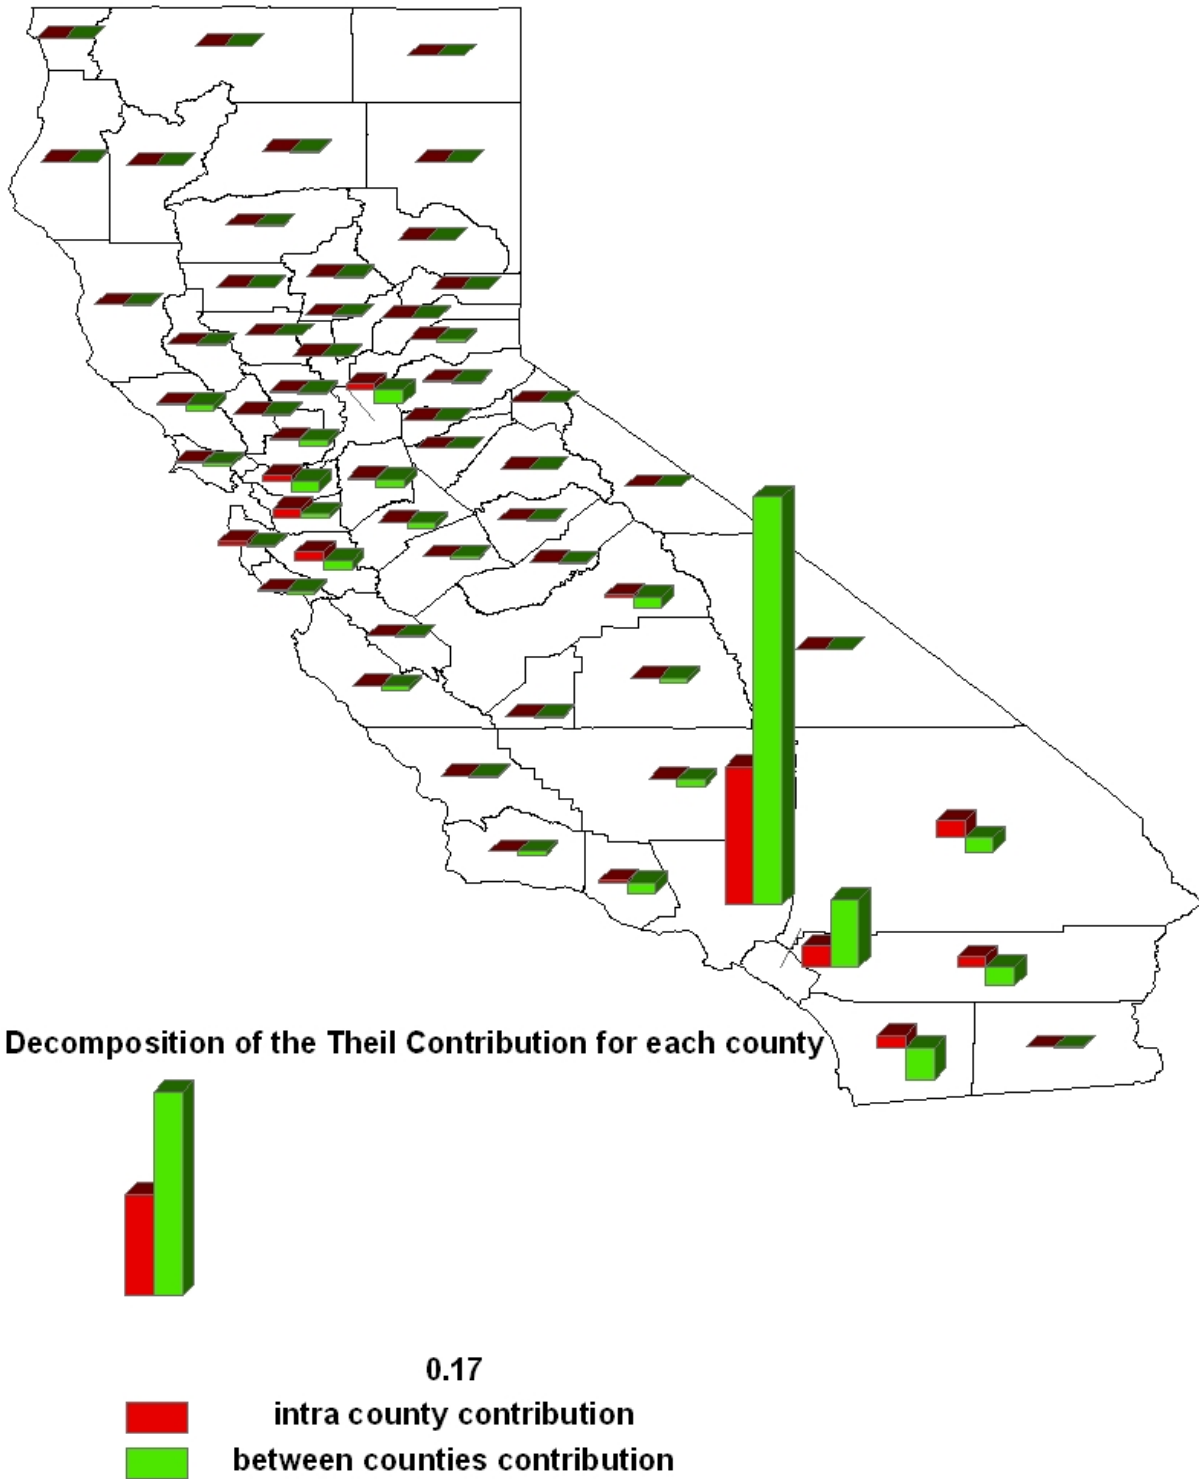 Decomposition of the Theil Contribution for each county
0.17
intra county contribution
between counties contribution